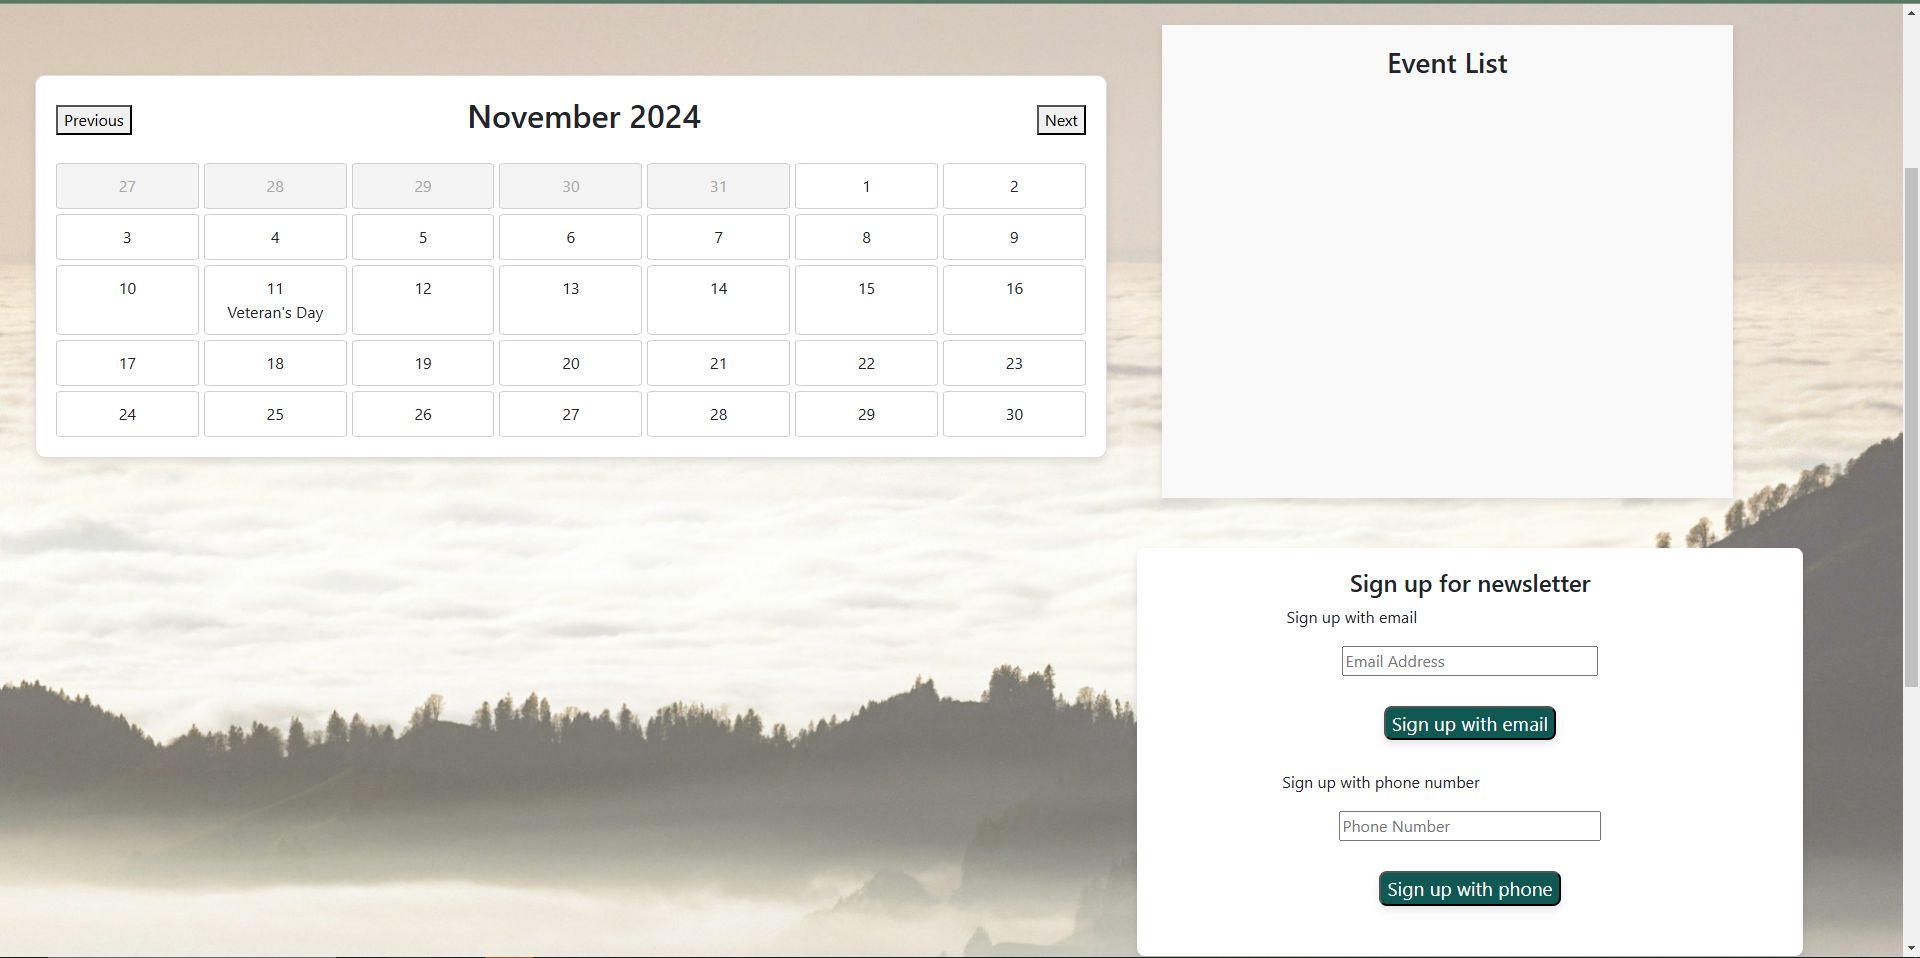 Event List
Previous
November 2024
Next
27 28 29 30 31 1 2
3 4 5 6 7 8 9
10 11 12 13 14 15 16
Veteran's Day
17 18 19 20 21 22 23
24 25 26 27 28 29 30
Sign up for newsletter
Sign up with email
Email Address
Sign up with email
Sign up with phone number
Phone Number
Sign up with phone